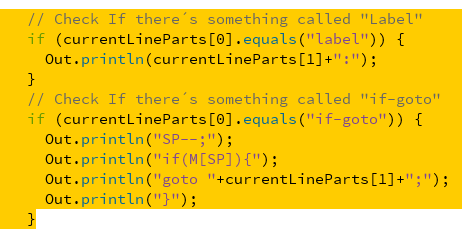 // Check If there´s something called "Label"
if (currentLineParts[0].equals("label")) {
Out.println(currentLineParts[1]+":");
}
// Check If there´s something called "if-goto"
if (currentLineParts[0].equals("if-goto")) {
Out.println("SP--;");
Out.println("if(M[SP]){");
Out.println("goto "+currentLineParts[1]+";");
Out.println("}");
}